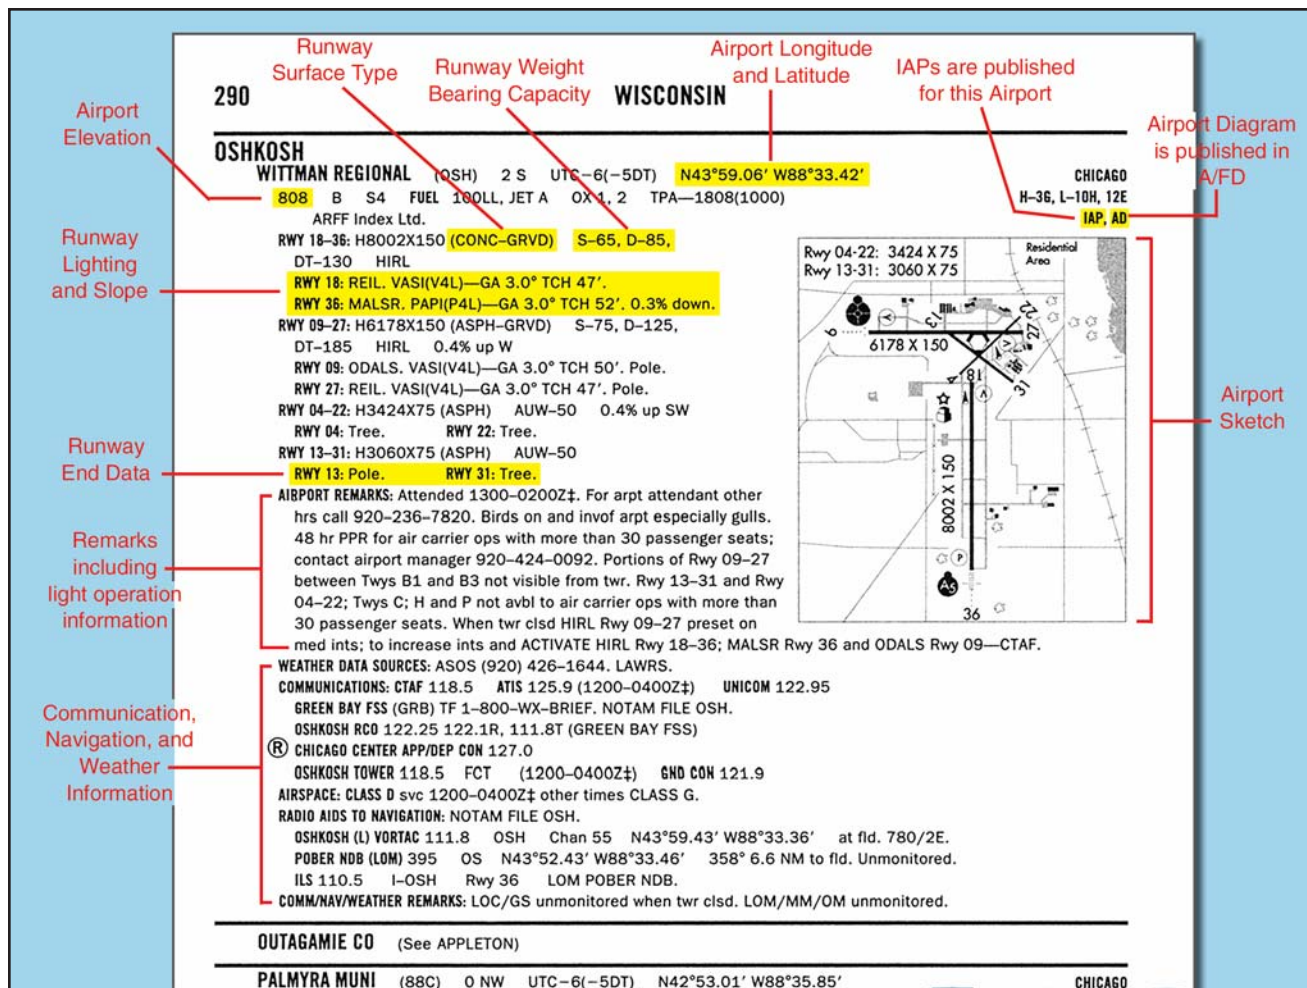 Runway
Surface Type
Runway Weight
Bearing Capacity
Airport Longitude
and Latitude
IAPs are published
for this Airport
Airport
Elevation
Airport Diagram
is published in
A/FD
290
WISCONSIN
OSHKOSH
WITTMAN REGIONAL (OSH) 2 S UTC–6(–5DT) N43°59.06′ W88°33.42′ CHICAGO
808 B S4 FUEL 100LL, JET A OX 1, 2 TPA—1808(1000) H–3G, L–10H, 12E
ARFF Index Ltd. IAP, AD
RWY 18–36: H8002X150 (CONC–GRVD) S–65, D–85,
DT–130 HIRL
RWY 18: REIL. VASI(V4L)—GA 3.0° TCH 47′.
RWY 36: MALSR. PAPI(P4L)—GA 3.0° TCH 52′. 0.3% down.
RWY 09–27: H6178X150 (ASPH–GRVD) S–75, D–125,
DT–185 HIRL 0.4% up W
RWY 09: ODALS. VASI(V4L)—GA 3.0° TCH 50′. Pole.
RWY 27: REIL. VASI(V4L)—GA 3.0° TCH 47′. Pole.
RWY 04–22: H3424X75 (ASPH) AUW–50 0.4% up SW
RWY 04: Tree. RWY 22: Tree.
RWY 13–31: H3060X75 (ASPH) AUW–50
RWY 13: Pole. RWY 31: Tree.
AIRPORT REMARKS: Attended 1300–0200Z‡. For arpt attendant other
hrs call 920–236–7820. Birds on and invof arpt especially gulls.
48 hr PPR for air carrier ops with more than 30 passenger seats;
contact airport manager 920–424–0092. Portions of Rwy 09–27
between Twys B1 and B3 not visible from twr. Rwy 13–31 and Rwy
04–22; Twys C; H and P not avbl to air carrier ops with more than
30 passenger seats. When twr clsd HIRL Rwy 09–27 preset on
med ints; to increase ints and ACTIVATE HIRL Rwy 18–36; MALSR Rwy 36 and ODALS Rwy 09—CTAF.
WEATHER DATA SOURCES: ASOS (920) 426–1644. LAWRS.
COMMUNICATIONS: CTAF 118.5 ATIS 125.9 (1200–0400Z‡) UNICOM 122.95
GREEN BAY FSS (GRB) TF 1–800–WX–BRIEF. NOTAM FILE OSH.
OSHKOSH RCO 122.25 122.1R, 111.8T (GREEN BAY FSS)
Ⓡ CHICAGO CENTER APP/DEP CON 127.0
OSHKOSH TOWER 118.5 FCT (1200–0400Z‡) GND CON 121.9
AIRSPACE: CLASS D svc 1200–0400Z‡ other times CLASS G.
RADIO AIDS TO NAVIGATION: NOTAM FILE OSH.
OSHKOSH (L) VORTAC 111.8 OSH Chan 55 N43°59.43′ W88°33.36′ at fld. 780/2E.
POBER NDB (LOM) 395 OS N43°52.43′ W88°33.46′ 358° 6.6 NM to fld. Unmonitored.
ILS 110.5 I–OSH Rwy 36 LOM POBER NDB.
COMM/NAV/WEATHER REMARKS: LOC/GS unmonitored when twr clsd. LOM/MM/OM unmonitored.
OUTAGAMIE CO (See APPLETON)
PALMYRA MUNI (88C) 0 NW UTC–6(–5DT) N42°53.01′ W88°35.85′ CHICAGO
Runway
Lighting
and Slope
Runway
End Data
Remarks
including
light operation
information
Communication,
Navigation, and
Weather
Information
Rwy 04-22: 3424 X 75
Rwy 13-31: 3060 X 75
Residential
Area
22
13
27
9
6178 X 150
V
V
4
18
31
V
8002 X 150
P
A5
36
Airport
Sketch